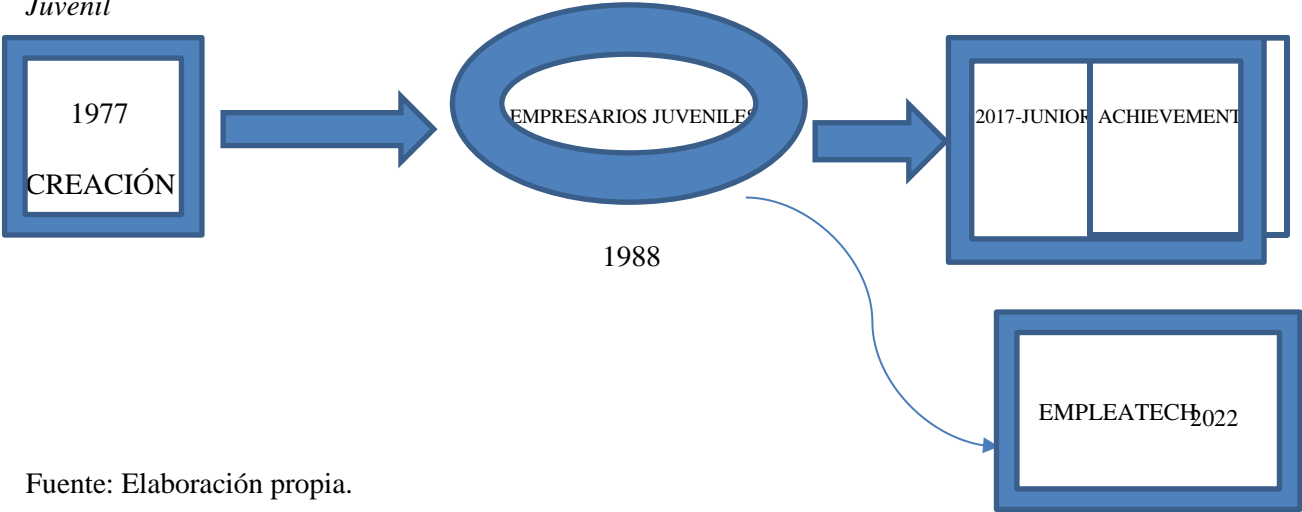 Juvenil
1977
CREACIÓN
EMPRESARIOS JUVENILES
1988
2017-JUNIOR ACHIEVEMENT
EMPLEATECH 2022
Fuente: Elaboración propia.